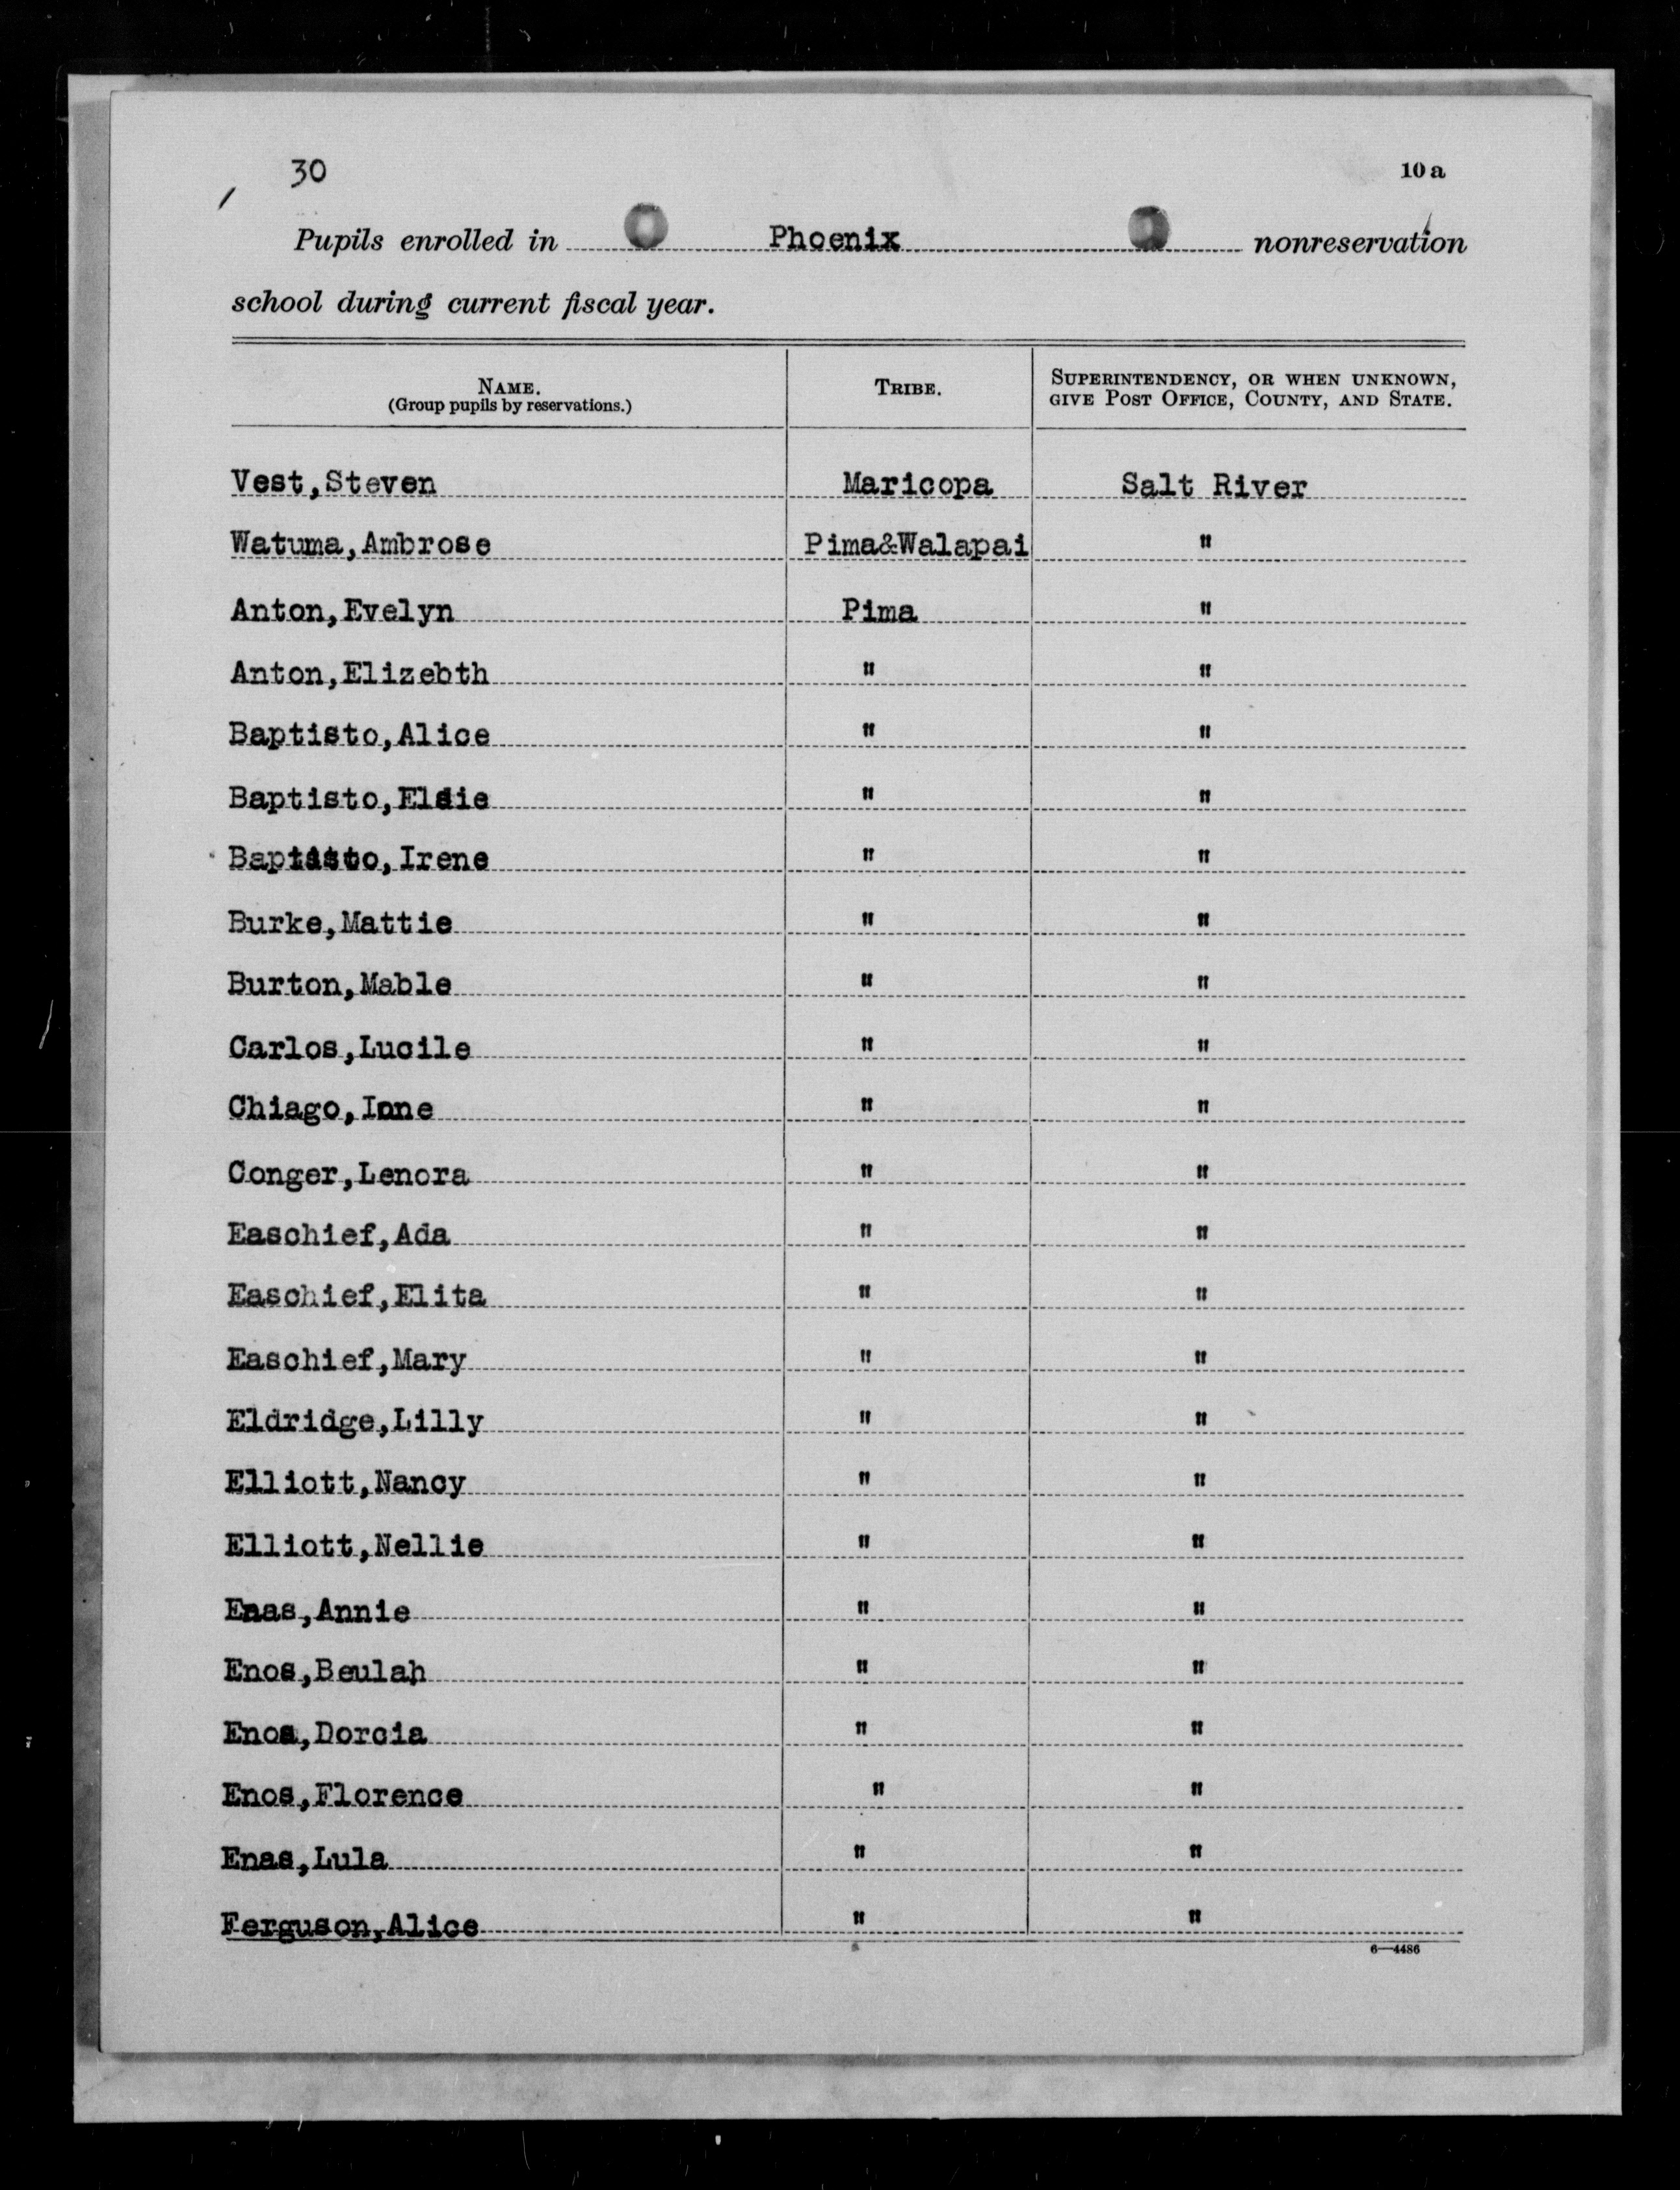 30
10 a
Pupils enrolled in Phoenix nonreservation
school during current fiscal year.
NAME. TRIBE. SUPERINTENDENCY, OR WHEN UNKNOWN,
(Group pupils by reservations.) GIVE POST OFFICE, COUNTY, AND STATE.
Vest,Steven Maricopa Salt River
Watuma,Ambrose Pima&Walapai "
Anton,Evelyn Pima "
Anton,Elizebth " "
Baptisto,Alice " "
Baptisto,Elsie " "
Baptisto,Irene " "
Burke,Mattie " "
Burton,Mable " "
Carlos,Lucile " "
Chiago, " "
Conger,Lenora " "
Easchief,Ada " "
Easchief,Elita " "
Easchief,Mary " "
Eldridge,Lilly " "
Elliott,Nancy " "
Elliott,Nellie " "
Enas,Annie " "
Enos,Beulah " "
Enos,Dorcia " "
Enos,Florence " "
Enas,Lula " "
Ferguson,Alice " "
6—4486